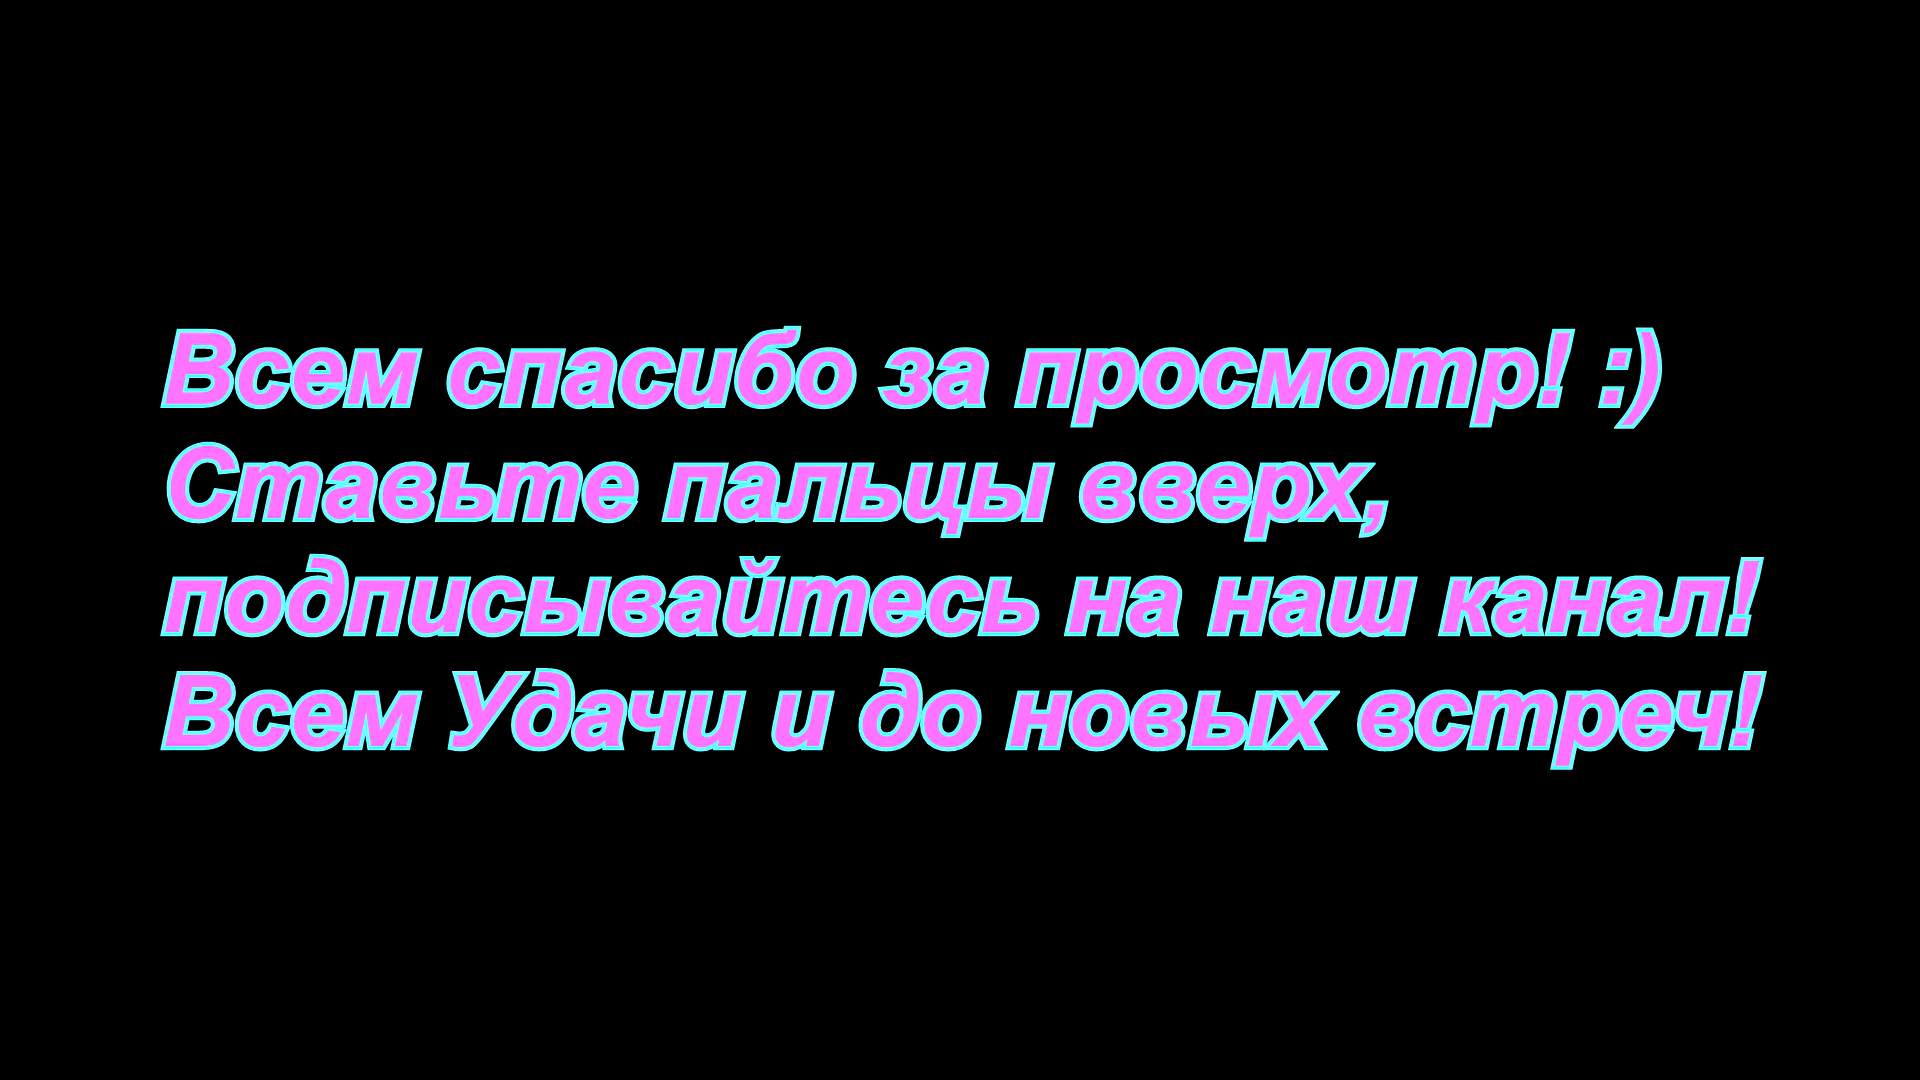 Всем спасибо за просмотр! :)
Ставьте пальцы вверх,
подписывайтесь на наш канал!
Всем Удачи и до новых встреч!